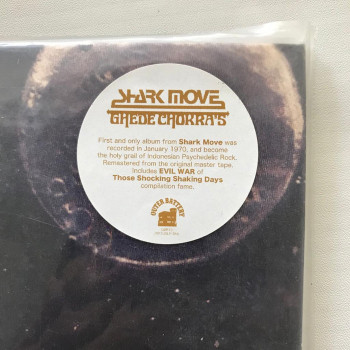 SHARK MOVE
"GHEDE CHOKRA'S
First and only album from Shark Move was
recorded in January 1970, and become
the holy grail of Indonesian Psychedelic Rock.
Remastered from the original master tape.
Includes EVIL WAR of
Those Shocking Shaking Days
compilation fame.
OUTER BATTERY